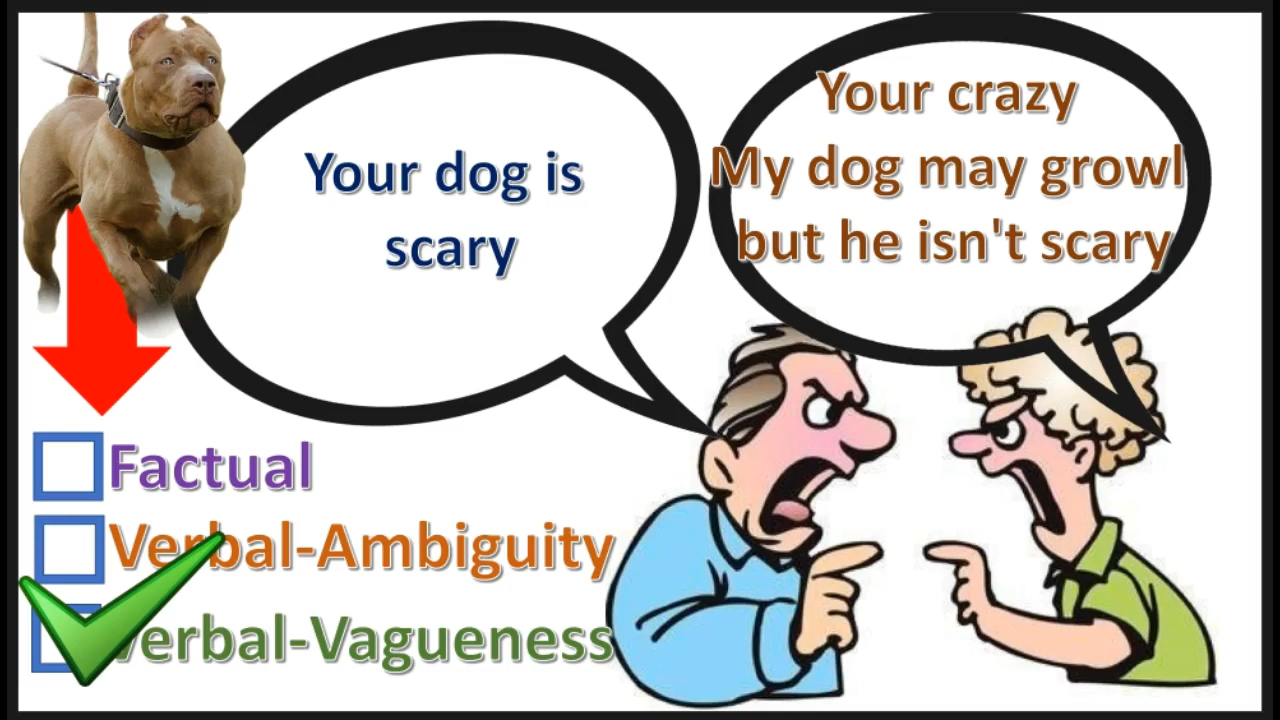 Your dog is
scary
Your crazy
My dog may growl
but he isn't scary
Factual
Verbal-Ambiguity
Verbal-Vagueness